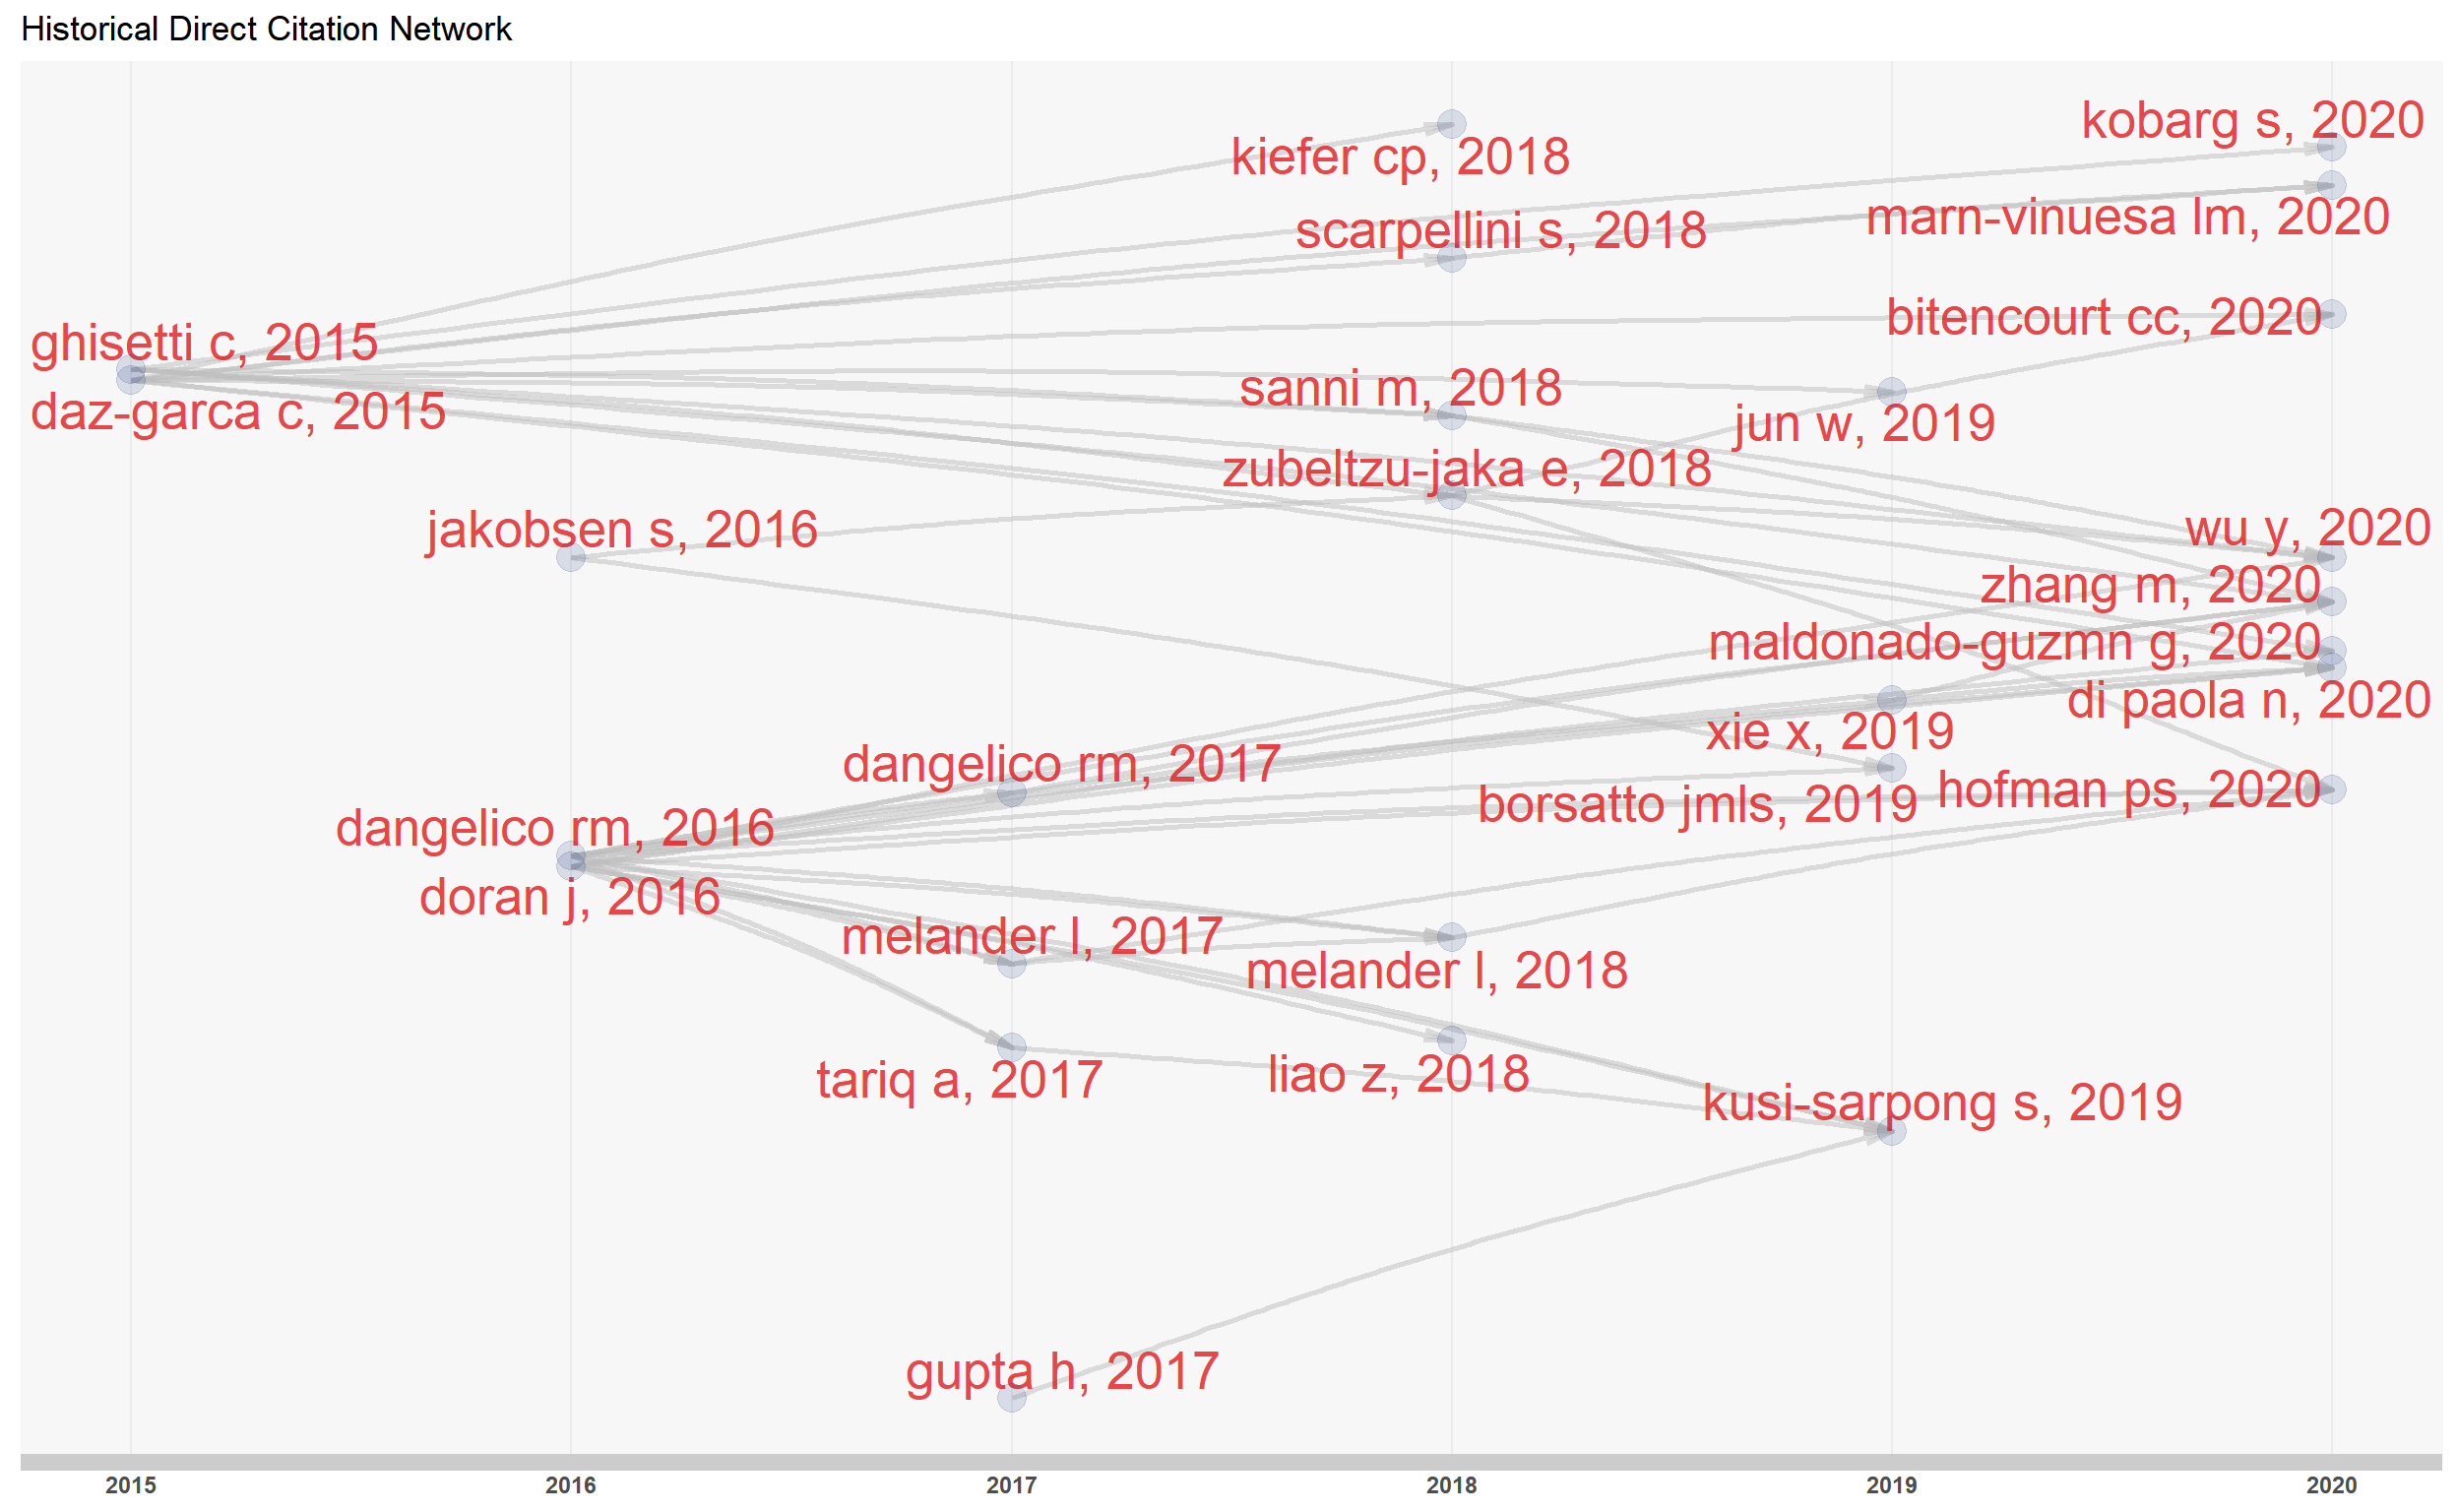 Historical Direct Citation Network
kobarg s, 2020
kiefer cp, 2018
marn-vinuesa lm, 2020
scarpellini s, 2018
bitencourt cc, 2020
ghisetti c, 2015
sanni m, 2018
daz-garca c, 2015
jun w, 2019
zubeltzu-jaka e, 2018
jakobsen s, 2016
wu y, 2020
zhang m, 2020
maldonado-guzmn g, 2020
di paola n, 2020
xie x, 2019
dangelico rm, 2017
hofman ps, 2020
borsatto jmls, 2019
dangelico rm, 2016
doran j, 2016
melander l, 2017
melander l, 2018
liao z, 2018
tariq a, 2017
kusi-sarpong s, 2019
gupta h, 2017
2015 2016 2017 2018 2019 2020